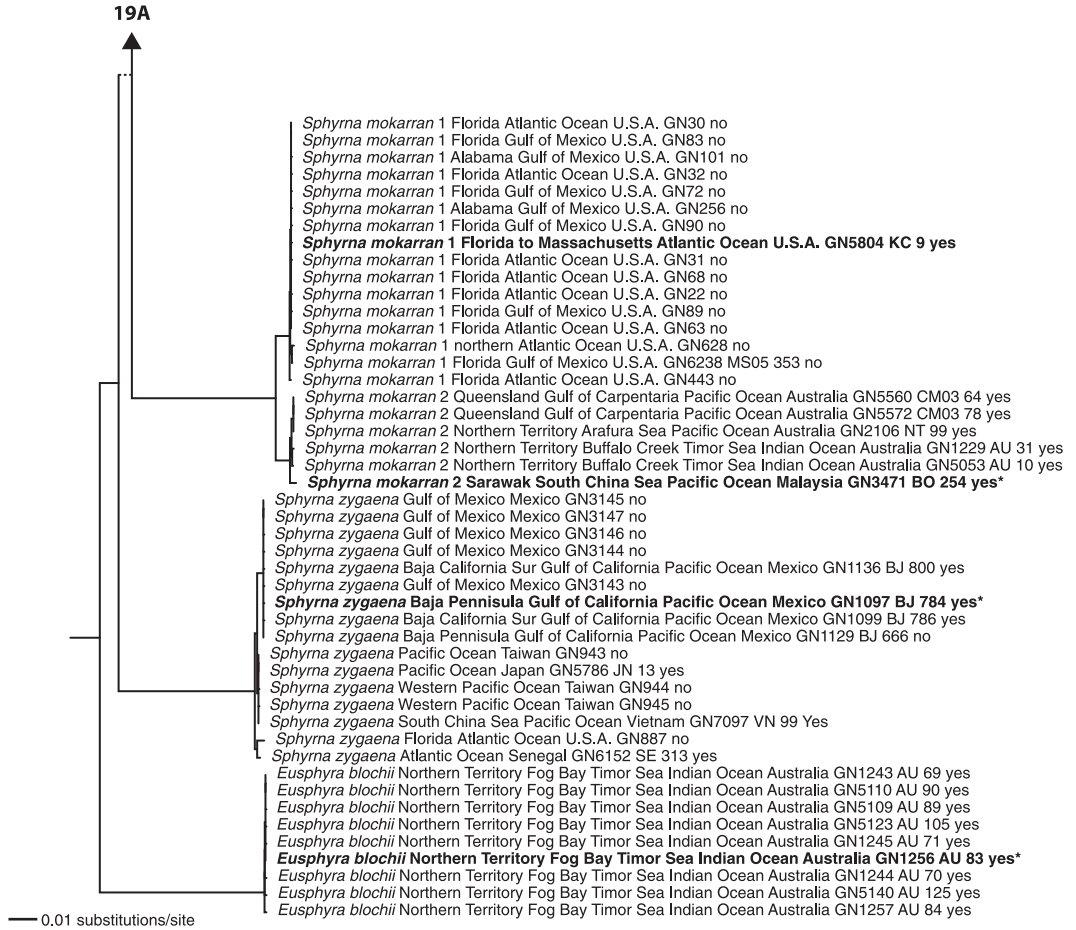 19A
Sphyrna mokarran 1 Florida Atlantic Ocean U.S.A. GN30 no
Sphyrna mokarran 1 Florida Gulf of Mexico U.S.A. GN83 no
Sphyrna mokarran 1 Alabama Gulf of Mexico U.S.A. GN101 no
Sphyrna mokarran 1 Florida Atlantic Ocean U.S.A. GN32 no
Sphyrna mokarran 1 Florida Gulf of Mexico U.S.A. GN72 no
Sphyrna mokarran 1 Alabama Gulf of Mexico U.S.A. GN256 no
Sphyrna mokarran 1 Florida Gulf of Mexico U.S.A. GN90 no
Sphyrna mokarran 1 Florida to Massachusetts Atlantic Ocean U.S.A. GN5804 KC 9 yes
Sphyrna mokarran 1 Florida Atlantic Ocean U.S.A. GN31 no
Sphyrna mokarran 1 Florida Atlantic Ocean U.S.A. GN68 no
Sphyrna mokarran 1 Florida Atlantic Ocean U.S.A. GN22 no
Sphyrna mokarran 1 Florida Gulf of Mexico U.S.A. GN89 no
Sphyrna mokarran 1 Florida Atlantic Ocean U.S.A. GN63 no
Sphyrna mokarran 1 northern Atlantic Ocean U.S.A. GN628 no
Sphyrna mokarran 1 Florida Gulf of Mexico U.S.A. GN6238 MS05 353 no
Sphyrna mokarran 1 Florida Atlantic Ocean U.S.A. GN443 no
Sphyrna mokarran 2 Queensland Gulf of Carpentaria Pacific Ocean Australia GN5560 CM03 64 yes
Sphyrna mokarran 2 Queensland Gulf of Carpentaria Pacific Ocean Australia GN5572 CM03 78 yes
Sphyrna mokarran 2 Northern Territory Arafura Sea Pacific Ocean Australia GN2106 NT 99 yes
Sphyrna mokarran 2 Northern Territory Buffalo Creek Timor Sea Indian Ocean Australia GN1229 AU 31 yes
Sphyrna mokarran 2 Northern Territory Buffalo Creek Timor Sea Indian Ocean Australia GN5053 AU 10 yes
Sphyrna mokarran 2 Sarawak South China Sea Pacific Ocean Malaysia GN3471 BO 254 yes*
Sphyrna zygaena Gulf of Mexico Mexico GN3145 no
Sphyrna zygaena Gulf of Mexico Mexico GN3147 no
Sphyrna zygaena Gulf of Mexico Mexico GN3146 no
Sphyrna zygaena Gulf of Mexico Mexico GN3144 no
Sphyrna zygaena Baja California Sur Gulf of California Pacific Ocean Mexico GN1136 BJ 800 yes
Sphyrna zygaena Gulf of Mexico Mexico GN3143 no
Sphyrna zygaena Baja Pennisula Gulf of California Pacific Ocean Mexico GN1097 BJ 784 yes*
Sphyrna zygaena Baja California Sur Gulf of California Pacific Ocean Mexico GN1099 BJ 786 yes
Sphyrna zygaena Baja Pennisula Gulf of California Pacific Ocean Mexico GN1129 BJ 666 no
Sphyrna zygaena Pacific Ocean Taiwan GN943 no
Sphyrna zygaena Pacific Ocean Japan GN5786 JN 13 yes
Sphyrna zygaena Western Pacific Ocean Taiwan GN944 no
Sphyrna zygaena Western Pacific Ocean Taiwan GN945 no
Sphyrna zygaena South China Sea Pacific Ocean Vietnam GN7097 VN 99 Yes
Sphyrna zygaena Florida Atlantic Ocean U.S.A. GN887 no
Sphyrna zygaena Atlantic Ocean Senegal GN6152 SE 313 yes
Eusphyra blochii Northern Territory Fog Bay Timor Sea Indian Ocean Australia GN1243 AU 69 yes
Eusphyra blochii Northern Territory Fog Bay Timor Sea Indian Ocean Australia GN5110 AU 90 yes
Eusphyra blochii Northern Territory Fog Bay Timor Sea Indian Ocean Australia GN5109 AU 89 yes
Eusphyra blochii Northern Territory Fog Bay Timor Sea Indian Ocean Australia GN5123 AU 105 yes
Eusphyra blochii Northern Territory Fog Bay Timor Sea Indian Ocean Australia GN1245 AU 71 yes
Eusphyra blochii Northern Territory Fog Bay Timor Sea Indian Ocean Australia GN1256 AU 83 yes*
Eusphyra blochii Northern Territory Fog Bay Timor Sea Indian Ocean Australia GN1244 AU 70 yes
Eusphyra blochii Northern Territory Fog Bay Timor Sea Indian Ocean Australia GN5140 AU 125 yes
Eusphyra blochii Northern Territory Fog Bay Timor Sea Indian Ocean Australia GN1257 AU 84 yes
0.01 substitutions/site